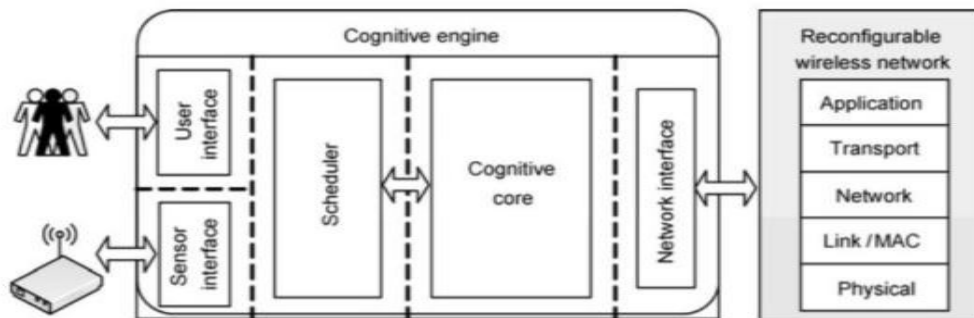 Cognitive engine
User
interface
Sensor
interface
Scheduler
Cognitive
core
Network interface
Reconfigurable
wireless network
Application
Transport
Network
Link / MAC
Physical